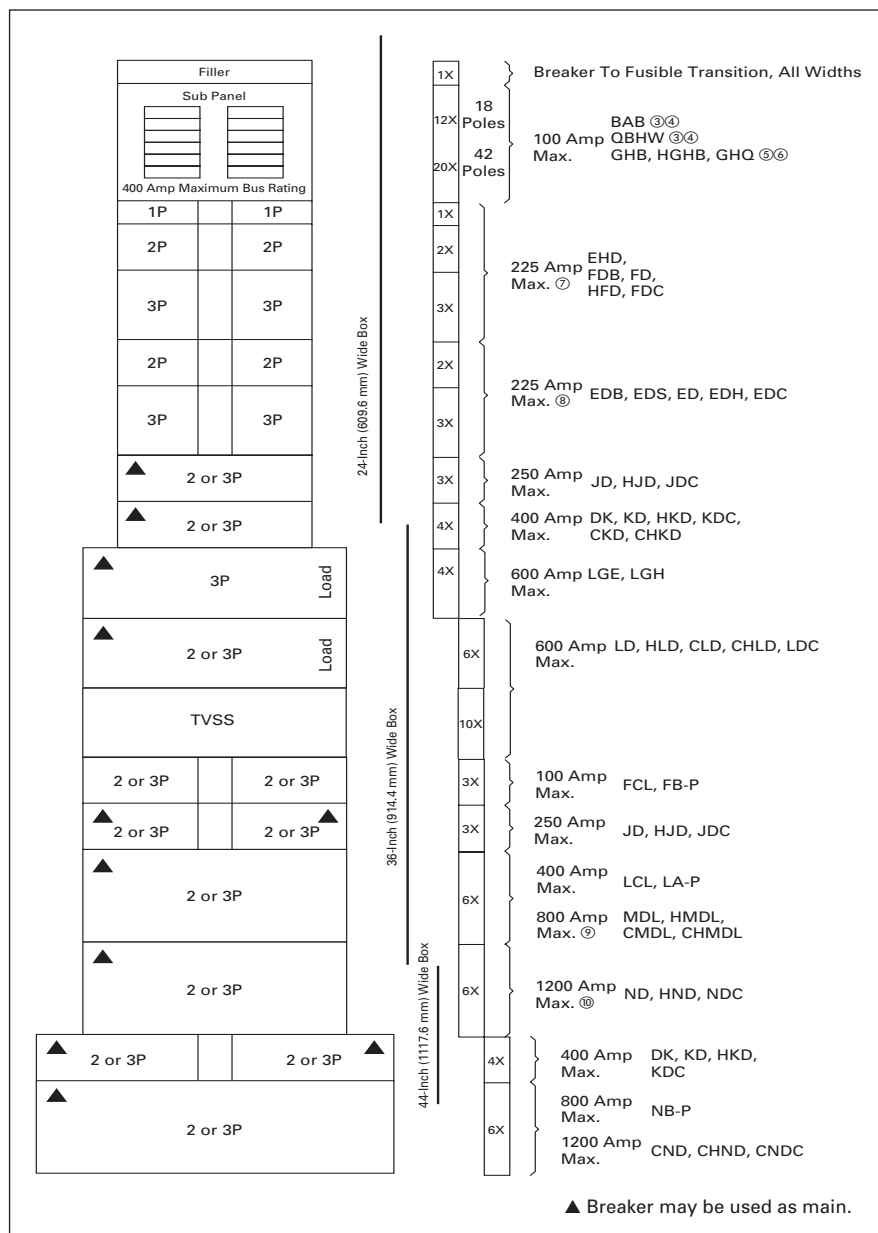 Filler
Sub Panel
400 Amp Maximum Bus Rating
1P 1P
2P 2P
3P 3P
2P 2P
3P 3P
▲ 2 or 3P
▲ 2 or 3P
▲ 3P Load
▲ 2 or 3P Load
TVSS
2 or 3P 2 or 3P
▲ 2 or 3P 2 or 3P ▲
▲ 2 or 3P
▲ 2 or 3P
▲ 2 or 3P 2 or 3P ▲
▲ 2 or 3P
24-Inch (609.6 mm) Wide Box
36-Inch (914.4 mm) Wide Box
44-Inch (1117.6 mm) Wide Box
1X Breaker To Fusible Transition, All Widths
12X 18 Poles
20X 42 Poles
100 Amp Max.
BAB ③④
QBHW ③④
GHB, HGHB, GHQ ⑤⑥
1X
2X
3X
225 Amp Max. ⑦
EHD,
FDB, FD,
HFD, FDC
2X
3X
225 Amp Max. ⑧ EDB, EDS, ED, EDH, EDC
3X
250 Amp Max. JD, HJD, JDC
4X
400 Amp Max. DK, KD, HKD, KDC,
CKD, CHKD
4X
600 Amp Max. LGE, LGH
6X
600 Amp Max. LD, HLD, CLD, CHLD, LDC
10X
3X
100 Amp Max. FCL, FB-P
3X
250 Amp Max. JD, HJD, JDC
6X
400 Amp Max. LCL, LA-P
800 Amp Max. ⑨ MDL, HMDL,
CMDL, CHMDL
6X
1200 Amp Max. ⑩ ND, HND, NDC
4X
400 Amp Max. DK, KD, HKD,
KDC
6X
800 Amp Max. NB-P
1200 Amp Max. CND, CHND, CNDC
▲ Breaker may be used as main.